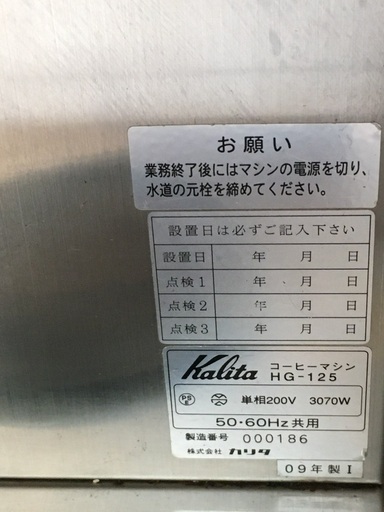 お願い
業務終了後にはマシンの電源を切り、
水道の元栓を締めてください。
設置日は必ずご記入下さい
設置日 年 月 日
点検1 年 月 日
点検2 年 月 日
点検3 年 月 日
Kalita コーヒーマシン
HG-125
PS E 単相200V 3070W
50・60Hz共用
製造番号 000186
株式会社 カリタ
09年製 I